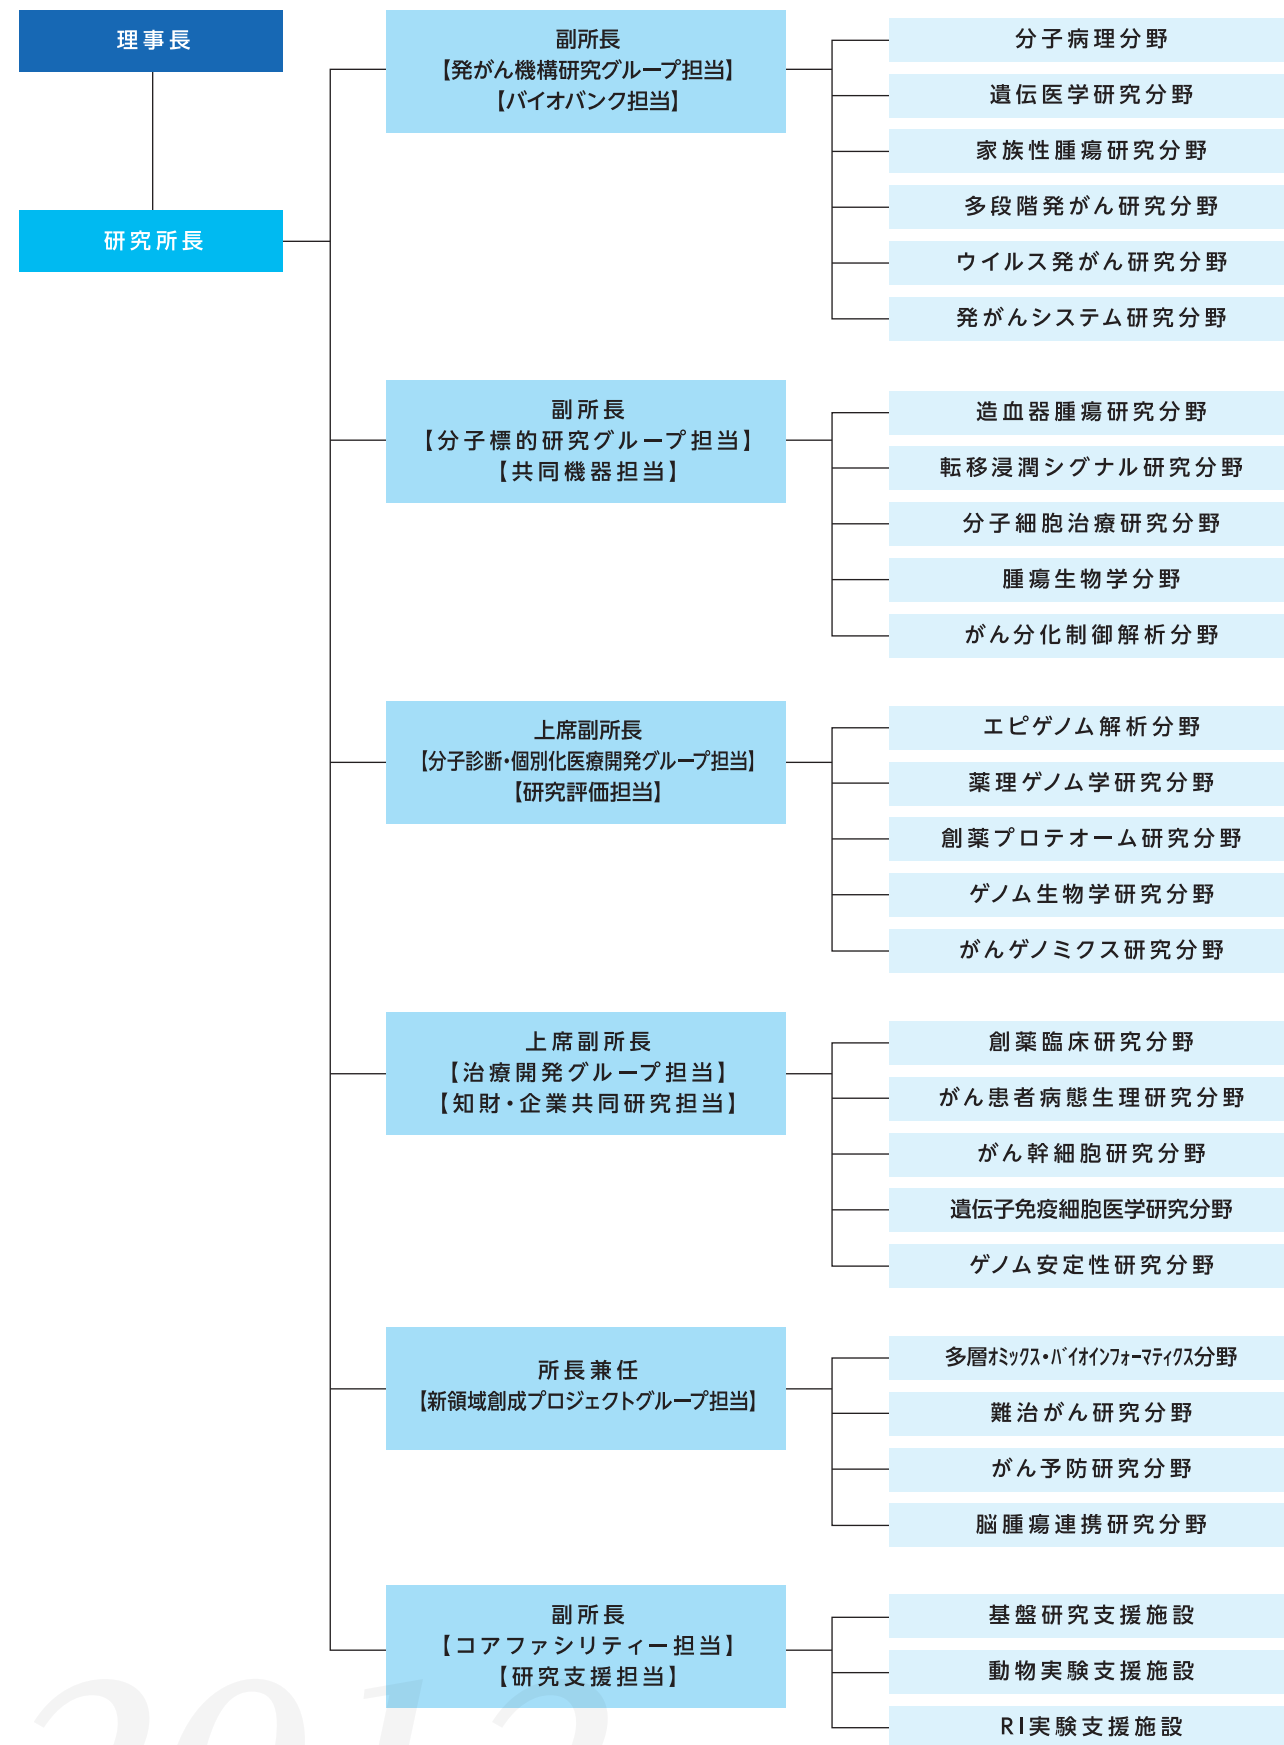 理事長
研究所長
副所長
【発がん機構研究グループ担当】
【バイオバンク担当】
分子病理分野
遺伝医学研究分野
家族性腫瘍研究分野
多段階発がん研究分野
ウイルス発がん研究分野
発がんシステム研究分野
副所長
【分子標的研究グループ担当】
【共同機器担当】
造血器腫瘍研究分野
転移浸潤シグナル研究分野
分子細胞治療研究分野
腫瘍生物学分野
がん分化制御解析分野
上席副所長
【分子診断・個別化医療開発グループ担当】
【研究評価担当】
エピゲノム解析分野
薬理ゲノム学研究分野
創薬プロテオーム研究分野
ゲノム生物学研究分野
がんゲノミクス研究分野
上席副所長
【治療開発グループ担当】
【知財・企業共同研究担当】
創薬臨床研究分野
がん患者病態生理研究分野
がん幹細胞研究分野
遺伝子免疫細胞医学研究分野
ゲノム安定性研究分野
所長兼任
【新領域創成プロジェクトグループ担当】
多層オミックス・バイオインフォーマティクス分野
難治がん研究分野
がん予防研究分野
脳腫瘍連携研究分野
副所長
【コアファシリティー担当】
【研究支援担当】
基盤研究支援施設
動物実験支援施設
RI実験支援施設
2012